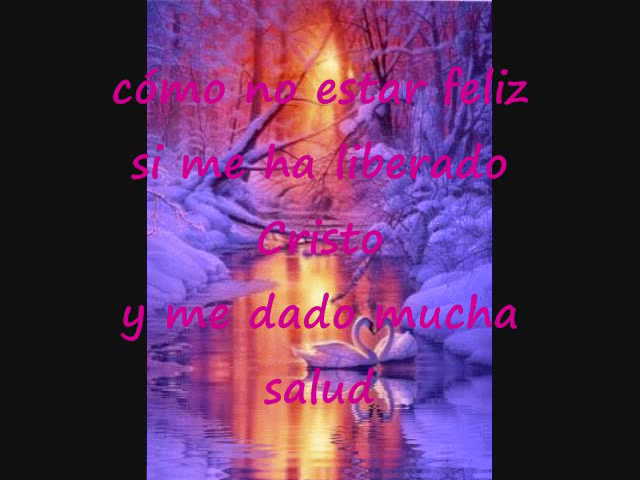 cómo no estar feliz
si me ha liberado
Cristo
y me dado mucha
salud